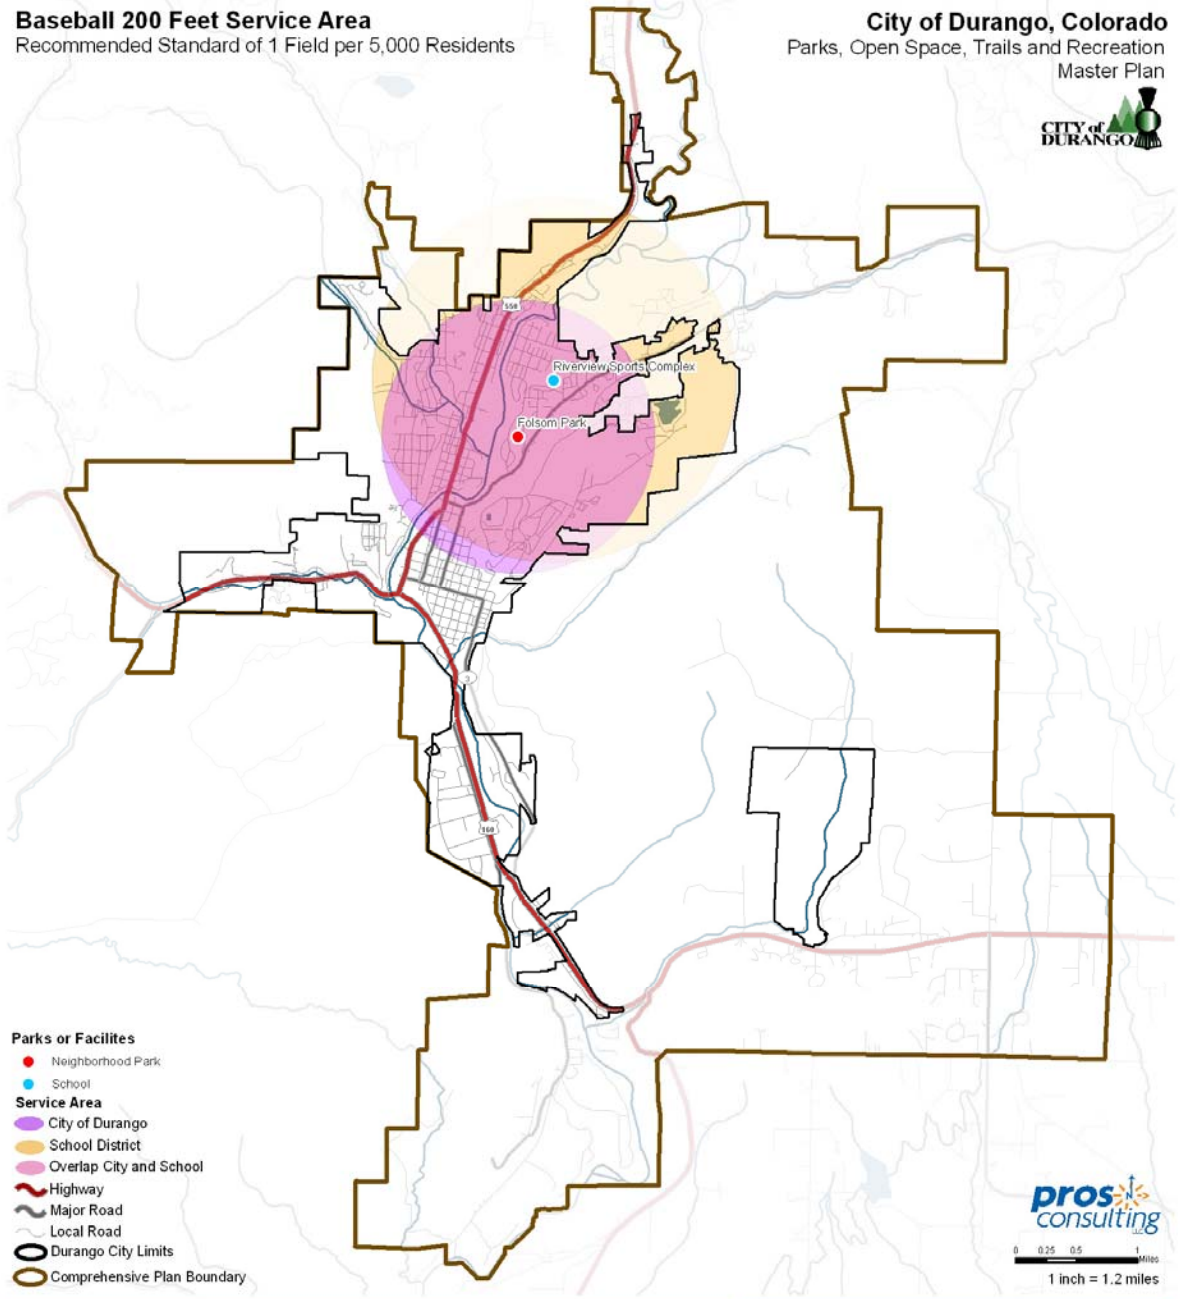 Baseball 200 Feet Service Area
Recommended Standard of 1 Field per 5,000 Residents
City of Durango, Colorado
Parks, Open Space, Trails and Recreation
Master Plan
CITY of
DURANGO
550
Riverview Sports Complex
Folsom Park
3
160
Parks or Facilites
Neighborhood Park
School
Service Area
City of Durango
School District
Overlap City and School
Highway
Major Road
Local Road
Durango City Limits
Comprehensive Plan Boundary
pros
consulting
LLC
N
0 0.25 0.5 1
Miles
1 inch = 1.2 miles